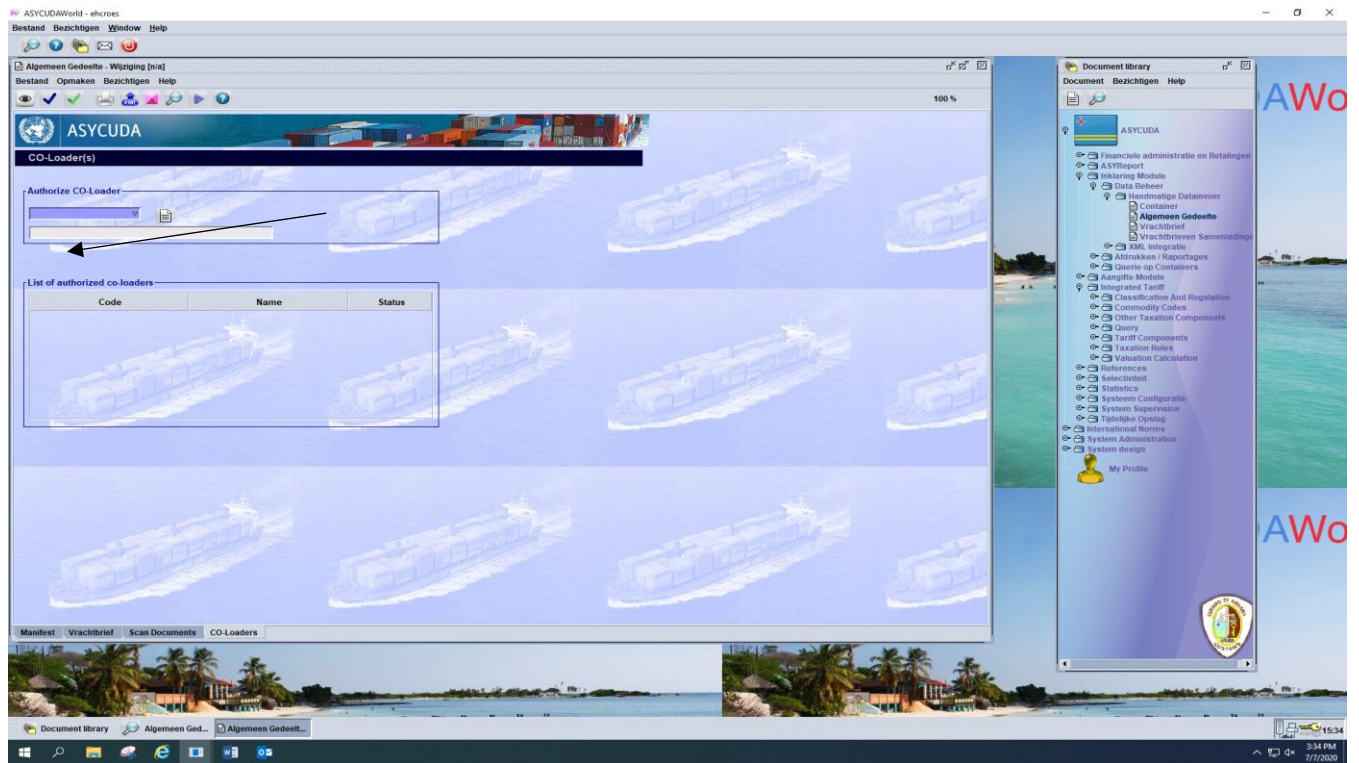 ASYCUDAWorld - ehcroes
Bestand Bezichtigen Window Help
Algemeen Gedeelte - Wijziging [n/a]
Bestand Opmaken Bezichtigen Help
100 %
ASYCUDA
CO-Loader(s)
Authorize CO-Loader
List of authorized co-loaders
Code Name Status
Manifest Vrachtbrief Scan Documents CO-Loaders
Document library
Document Bezichtigen Help
ASYCUDA
Financiele administratie en Betalingen
ASYReport
Inklaring Module
Data Beheer
Handmatige Datainvoer
Container
Algemeen Gedeelte
Vrachtbrief
Vrachtbrieven Samenladinge
XML Integratie
Afdrukken / Raportages
Querie op Containers
Aangifte Module
Integrated Tariff
Classification And Regulation
Commodity Codes
Other Taxation Components
Query
Tariff Components
Taxation Rules
Valuation Calculation
References
Selectiviteit
Statistics
Systeem Configuratie
System Supervision
Tijdelijke Opslag
International Norms
System Administration
System design
My Profile
AWo
DAWo
Document library Algemeen Ged... Algemeen Gedeelt...
15:34
3:34 PM
7/7/2020